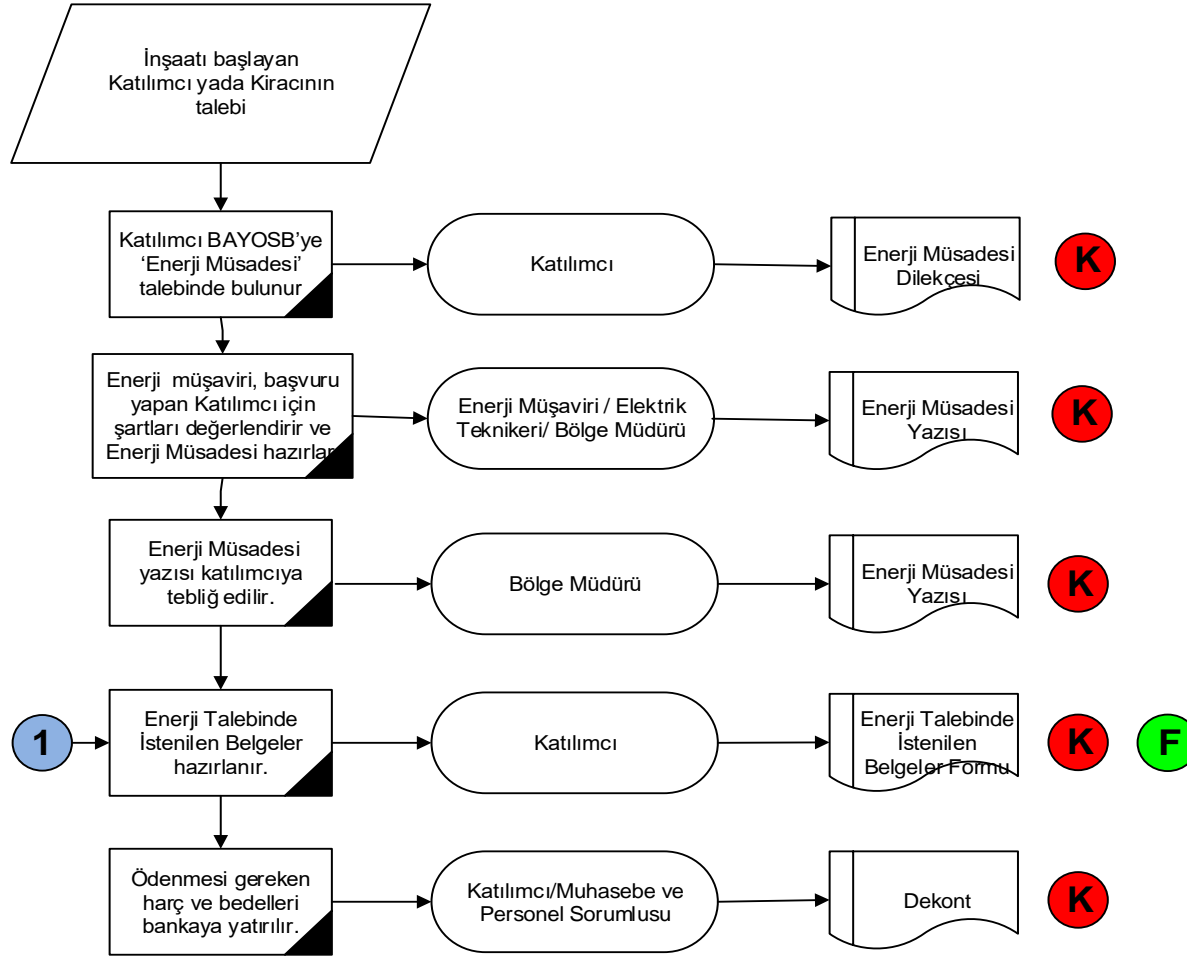 İnşaatı başlayan
Katılımcı yada Kiracının
talebi
Katılımcı BAYOSB’ye
‘Enerji Müsadesi’
talebinde bulunur
Katılımcı
Enerji Müsadesi
Dilekçesi
K
Enerji müşaviri, başvuru
yapan Katılımcı için
şartları değerlendirir ve
Enerji Müsadesi hazırlar
Enerji Müşaviri / Elektrik
Teknikeri/ Bölge Müdürü
Enerji Müsadesi
Yazısı
K
Enerji Müsadesi
yazısı katılımcıya
tebliğ edilir.
Bölge Müdürü
Enerji Müsadesi
Yazısı
K
1
Enerji Talebinde
İstenilen Belgeler
hazırlanır.
Katılımcı
Enerji Talebinde
İstenilen
Belgeler Formu
K
F
Ödenmesi gereken
harç ve bedelleri
bankaya yatırılır.
Katılımcı/Muhasebe ve
Personel Sorumlusu
Dekont
K